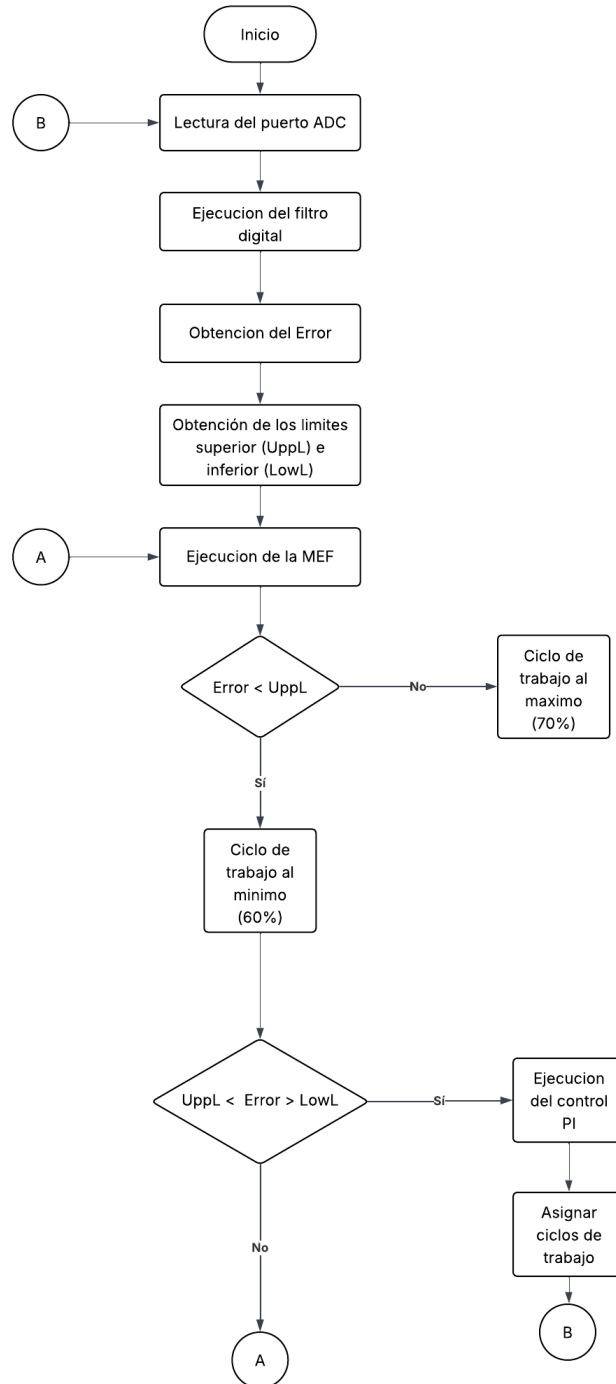 Inicio
B
Lectura del puerto ADC
Ejecucion del filtro
digital
Obtencion del Error
Obtención de los limites
superior (UppL) e
inferior (LowL)
A
Ejecucion de la MEF
Error < UppL
No
Ciclo de
trabajo al
maximo
(70%)
Sí
Ciclo de
trabajo al
minimo
(60%)
UppL <  Error > LowL
Sí
Ejecucion
del control
PI
Asignar
ciclos de
trabajo
No
B
A